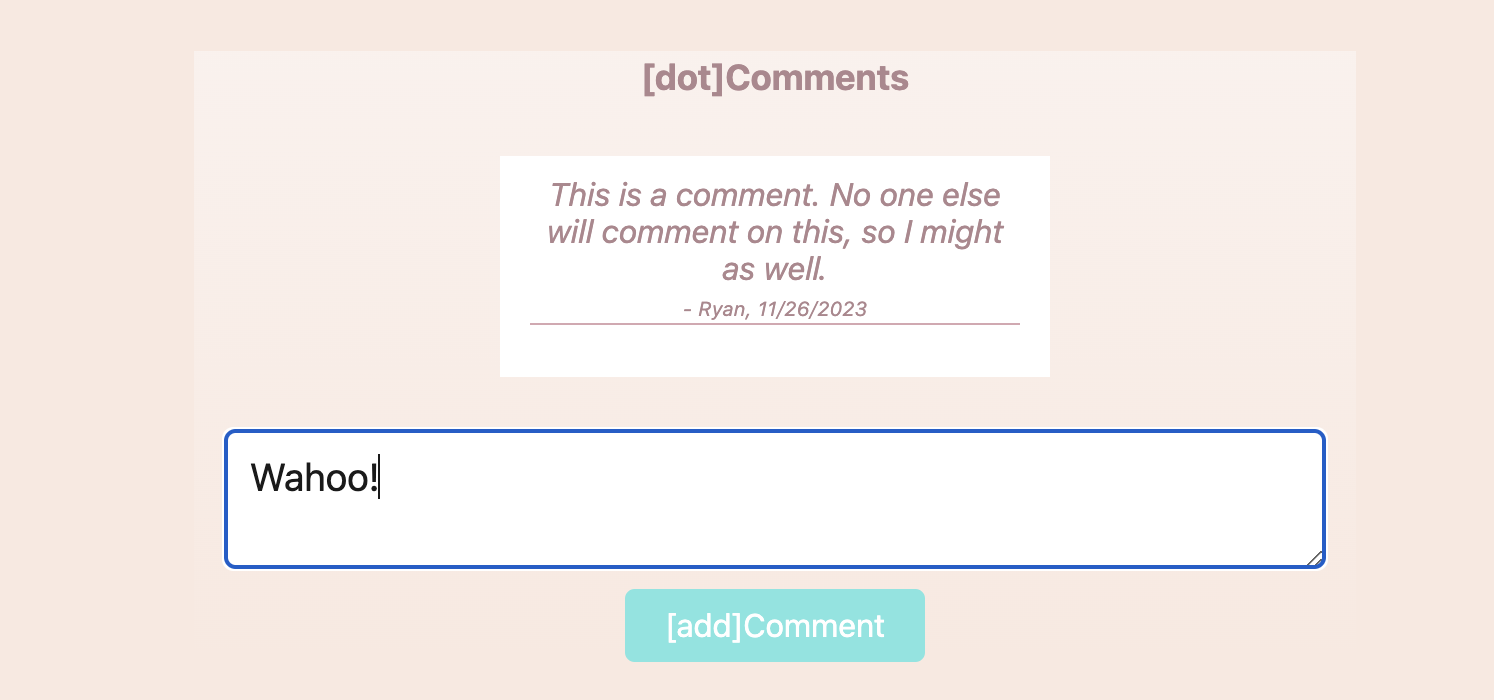 [dot]Comments
This is a comment. No one else
will comment on this, so I might
as well.
- Ryan, 11/26/2023
Wahoo!
[add]Comment